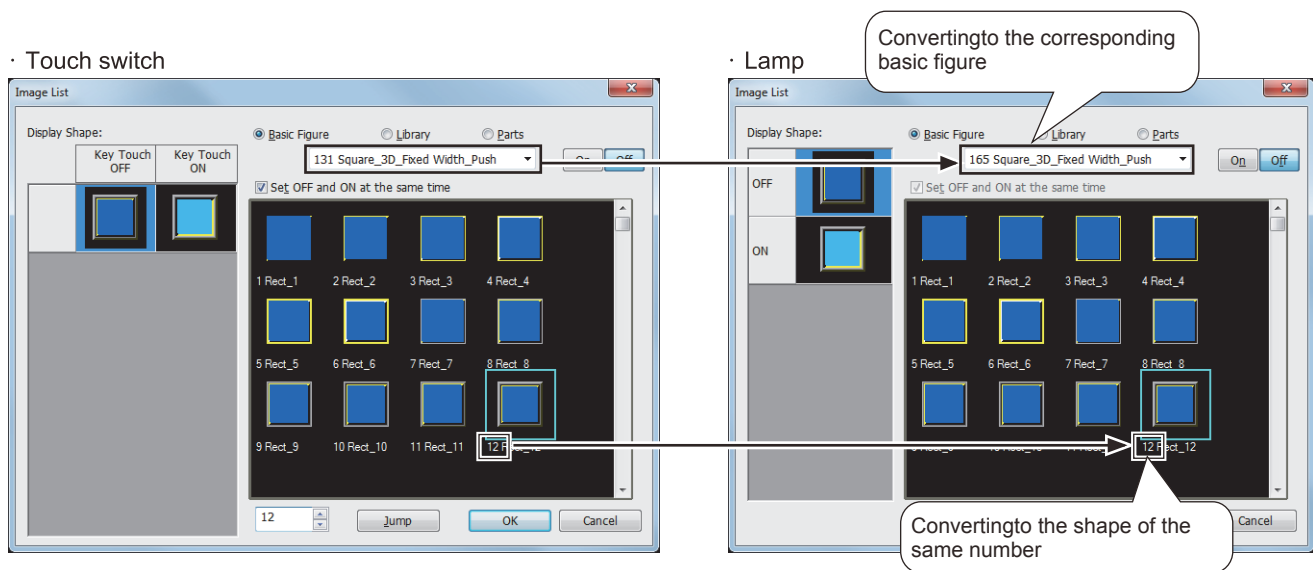 · Touch switch
· Lamp
Convertingto the corresponding
basic figure
Image List
Display Shape:
Basic Figure
Library
Parts
Key Touch
OFF
Key Touch
ON
131 Square_3D_Fixed Width_Push
On
Off
Set OFF and ON at the same time
1 Rect_1
2 Rect_2
3 Rect_3
4 Rect_4
5 Rect_5
6 Rect_6
7 Rect_7
8 Rect_8
9 Rect_9
10 Rect_10
11 Rect_11
12 Rect_12
12
Jump
OK
Cancel
Image List
Display Shape:
Basic Figure
Library
Parts
165 Square_3D_Fixed Width_Push
On
Off
OFF
Set OFF and ON at the same time
ON
1 Rect_1
2 Rect_2
3 Rect_3
4 Rect_4
5 Rect_5
6 Rect_6
7 Rect_7
8 Rect_8
12 Rect_12
Convertingto the shape of the
same number
Cancel